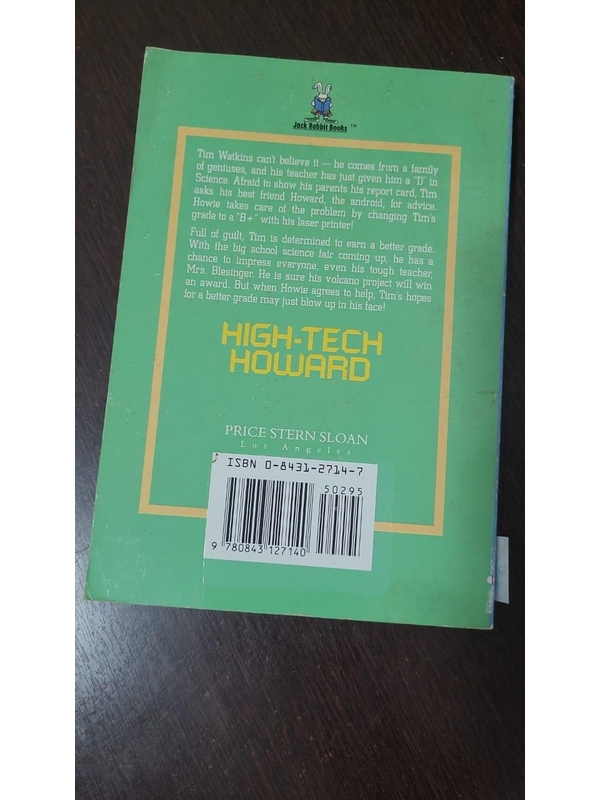 Jack Rabbit Books ™
Tim Watkins can't believe it — he comes from a family
of geniuses, and his teacher has just given him a "D" in
Science. Afraid to show his parents his report card, Tim
asks his best friend Howard, the android, for advice.
Howie takes care of the problem by changing Tim's
grade to a "B+" with his laser printer!
Full of guilt, Tim is determined to earn a better grade.
With the big school science fair coming up, he has a
chance to impress everyone, even his tough teacher,
Mrs. Blesinger. He is sure his volcano project will win
an award. But when Howie agrees to help, Tim's hopes
for a better grade may just blow up in his face!
HIGH-TECH
HOWARD
PRICE STERN SLOAN
Los Angeles
ISBN 0-8431-2714-7
50295
9 780843 127140